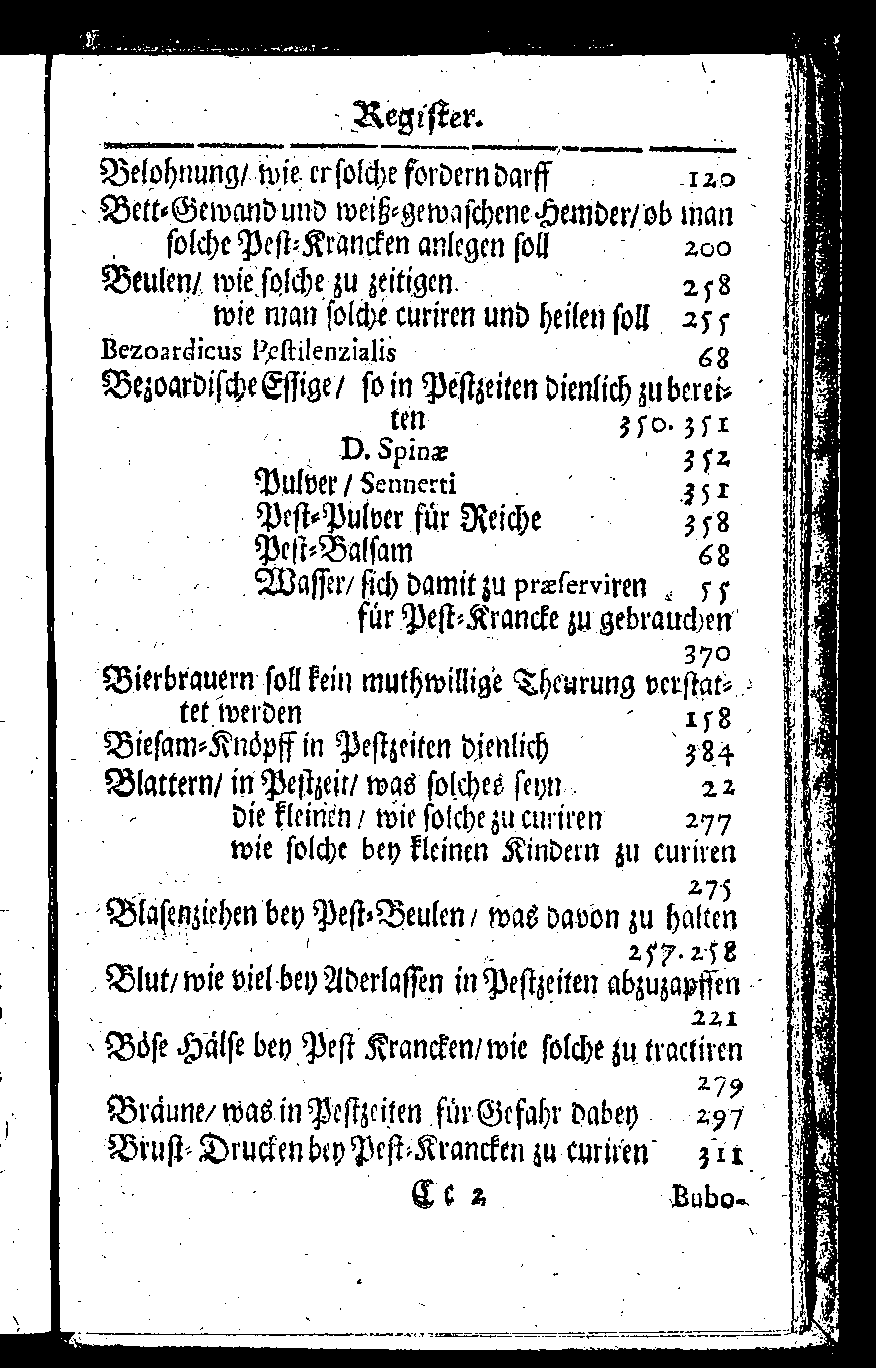 Register.
Belohnung/ wie er solche fordern darff 120
Bett-Gewand und weiß-gewaschene Hemder/ ob man
solche Pest-Krancken anlegen soll 200
Beulen/ wie solche zu zeitigen. 258
wie man solche curiren und heilen soll 255
Bezoardicus Pestilenzialis 68
Bezoardische Essige/ so in Pestzeiten dienlich zu berei-
ten 350. 351
D. Spinæ 352
Pulver / Sennerti 351
Pest-Pulver für Reiche 358
Pest-Balsam 68
Wasser/ sich damit zu præserviren 55
für Pest-Krancke zu gebrauchen
370
Bierbrauern soll kein muthwillige Theurung verstat-
tet werden 158
Biesam-Knöpff in Pestzeiten dienlich 384
Blattern/ in Pestzeit/ was solches seyn 22
die kleinen / wie solche zu curiren 277
wie solche bey kleinen Kindern zu curiren
275
Blasenziehen bey Pest-Beulen / was davon zu halten
257. 258
Blut/ wie viel bey Aderlassen in Pestzeiten abzuzapffen
221
Böse Hälse bey Pest Krancken/ wie solche zu tractiren
279
Bräune/ was in Pestzeiten für Gefahr dabey 297
Brust-Drucken bey Pest-Krancken zu curiren 311
C c 2 Bubo-